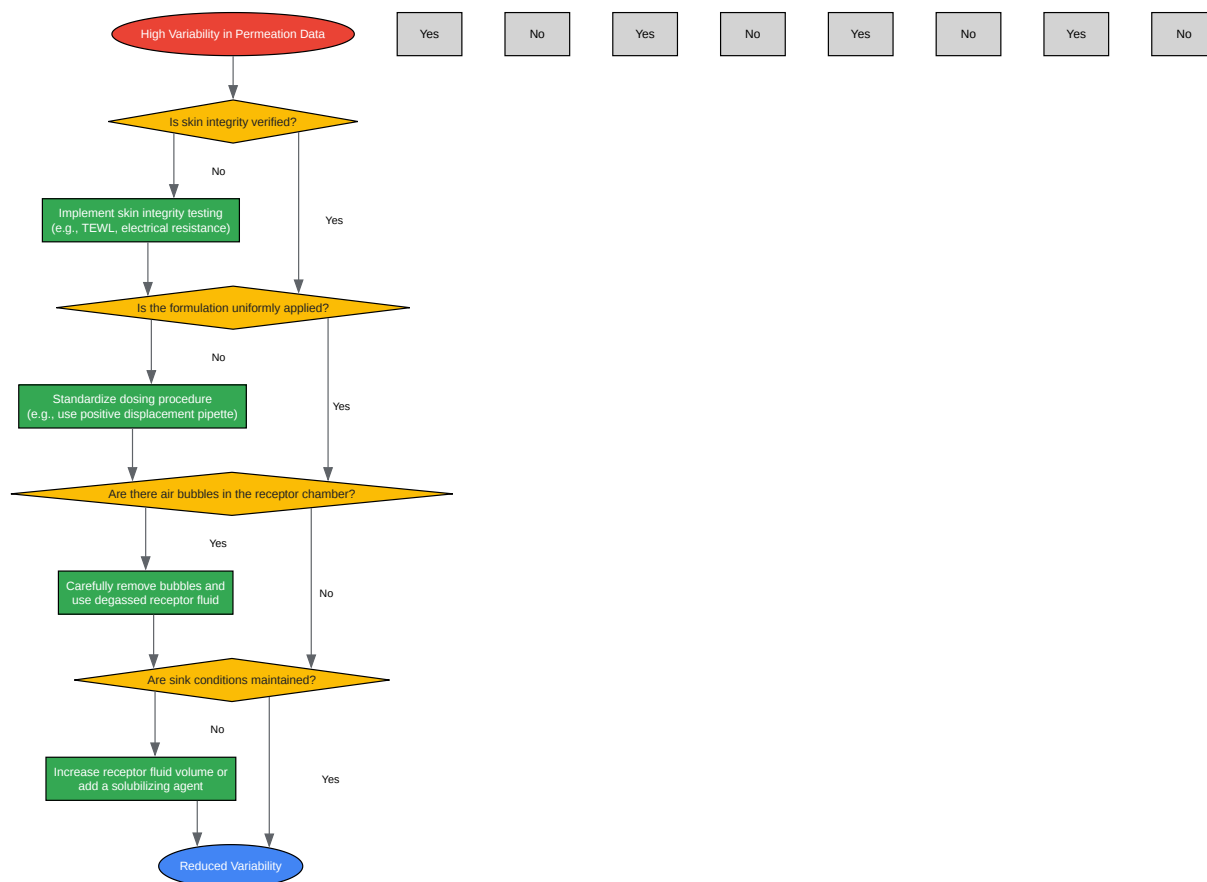 High Variability in Permeation Data
Yes
No
Yes
No
Yes
No
Yes
No
Is skin integrity verified?
No
Implement skin integrity testing
(e.g., TEWL, electrical resistance)
Yes
Is the formulation uniformly applied?
No
Standardize dosing procedure
(e.g., use positive displacement pipette)
Yes
Are there air bubbles in the receptor chamber?
Yes
Carefully remove bubbles and
use degassed receptor fluid
No
Are sink conditions maintained?
No
Increase receptor fluid volume or
add a solubilizing agent
Yes
Reduced Variability